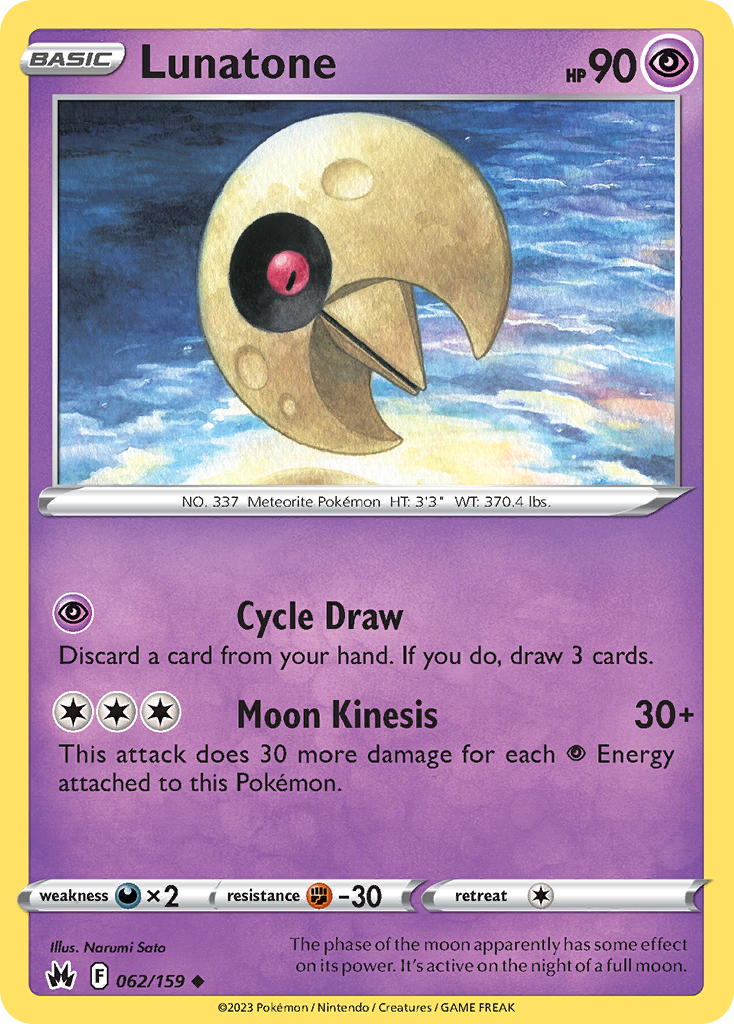 BASIC Lunatone HP 90
NO. 337 Meteorite Pokémon HT: 3'3" WT: 370.4 lbs.
Cycle Draw
Discard a card from your hand. If you do, draw 3 cards.
Moon Kinesis 30+
This attack does 30 more damage for each Energy
attached to this Pokémon.
weakness ×2 resistance -30 retreat
Illus. Narumi Sato
The phase of the moon apparently has some effect
on its power. It's active on the night of a full moon.
F 062/159
©2023 Pokémon / Nintendo / Creatures / GAME FREAK